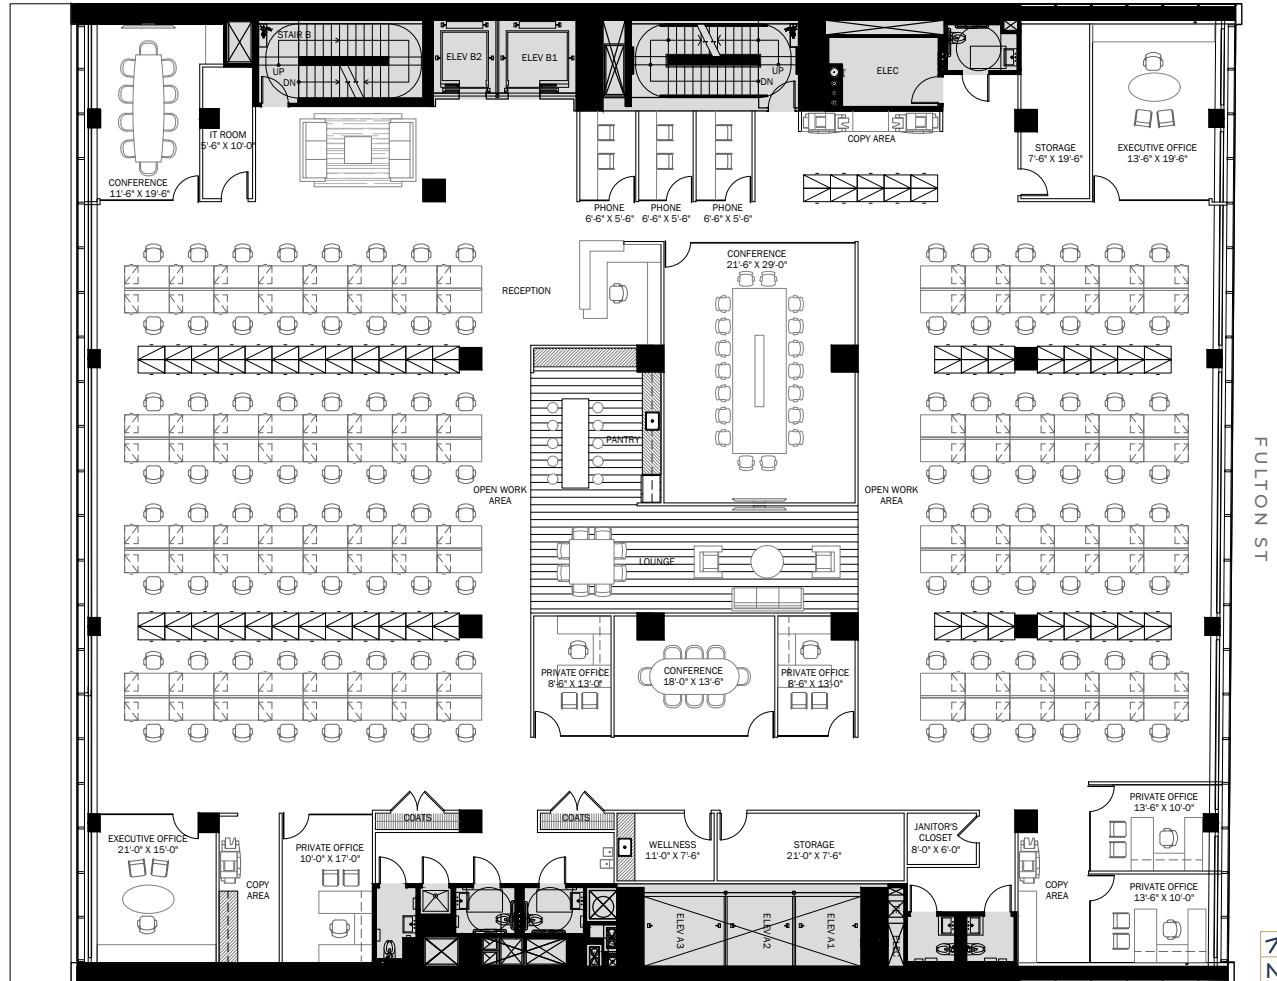 STAIR B
UP
DN
ELEV B2
ELEV B1
UP
DN
ELEC
COPY AREA
IT ROOM
5'-6" X 10'-0"
CONFERENCE
11'-6" X 19'-6"
STORAGE
7'-6" X 19'-6"
EXECUTIVE OFFICE
13'-6" X 19'-6"
PHONE
6'-6" X 5'-6"
PHONE
6'-6" X 5'-6"
PHONE
6'-6" X 5'-6"
CONFERENCE
21'-6" X 29'-0"
RECEPTION
PANTRY
OPEN WORK
AREA
OPEN WORK
AREA
FULTON ST
LOUNGE
PRIVATE OFFICE
8'-6" X 13'-0"
CONFERENCE
18'-0" X 13'-6"
PRIVATE OFFICE
8'-6" X 13'-0"
PRIVATE OFFICE
13'-6" X 10'-0"
COATS
COATS
EXECUTIVE OFFICE
21'-0" X 15'-0"
PRIVATE OFFICE
10'-0" X 17'-0"
WELLNESS
11'-0" X 7'-6"
STORAGE
21'-0" X 7'-6"
JANITOR'S
CLOSET
8'-0" X 6'-0"
COPY
AREA
COPY
AREA
PRIVATE OFFICE
13'-6" X 10'-0"
ELEV A3
ELEV A2
ELEV A1
N